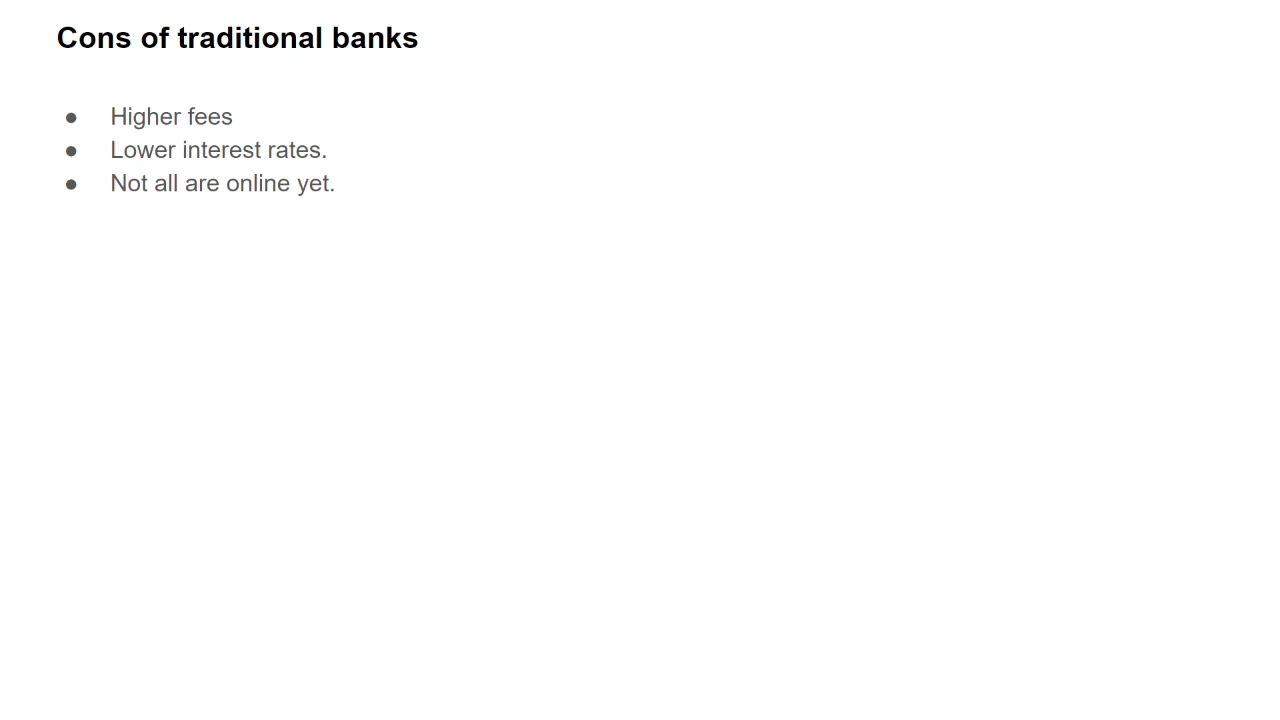 Cons of traditional banks
● Higher fees
● Lower interest rates.
● Not all are online yet.